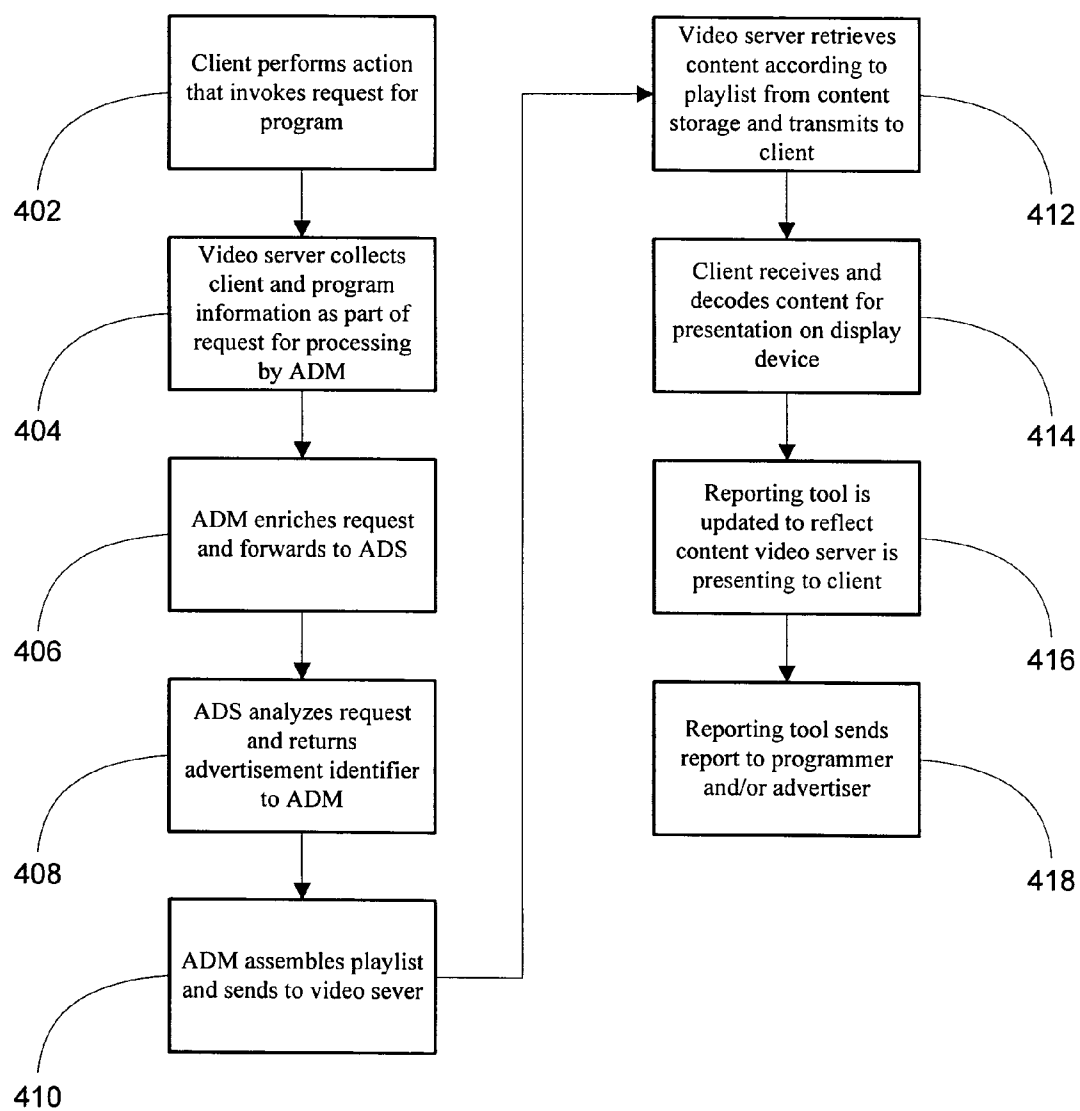 Client performs action
that invokes request for
program
402
Video server collects
client and program
information as part of
request for processing
by ADM
404
ADM enriches request
and forwards to ADS
406
ADS analyzes request
and returns
advertisement identifier
to ADM
408
ADM assembles playlist
and sends to video sever
410
Video server retrieves
content according to
playlist from content
storage and transmits to
client
412
Client receives and
decodes content for
presentation on display
device
414
Reporting tool is
updated to reflect
content video server is
presenting to client
416
Reporting tool sends
report to programmer
and/or advertiser
418